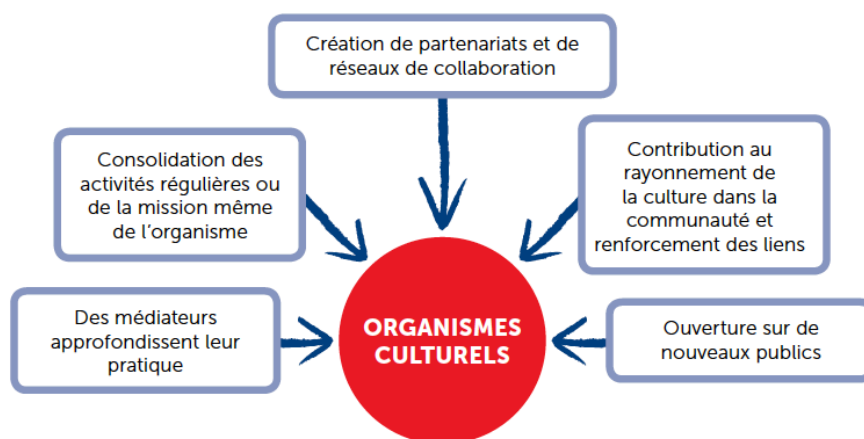 Création de partenariats et de
réseaux de collaboration
Consolidation des
activités régulières ou
de la mission même
de l’organisme
Contribution au
rayonnement de
la culture dans la
communauté et
renforcement des liens
Des médiateurs
approfondissent leur
pratique
ORGANISMES
CULTURELS
Ouverture sur de
nouveaux publics